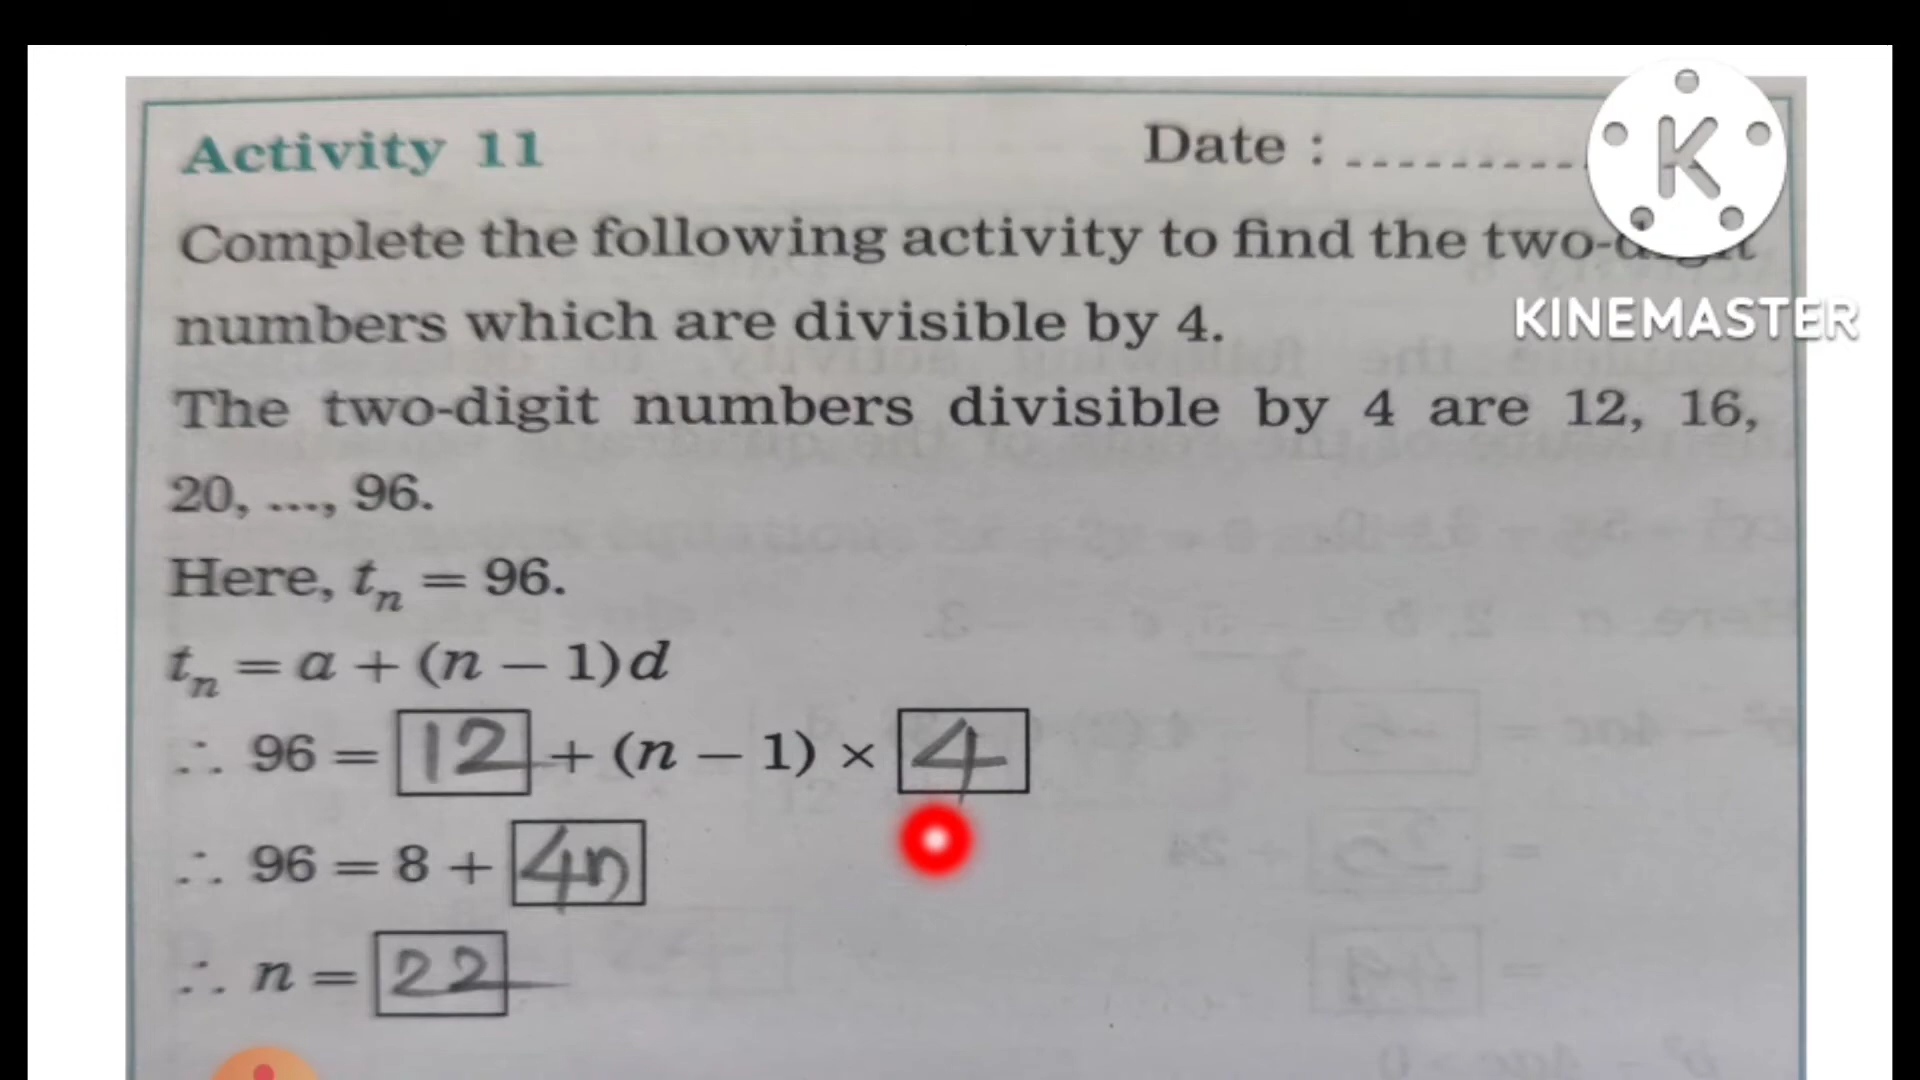 Activity 11 Date : ..........
Complete the following activity to find the two-digit
numbers which are divisible by 4.
KINEMASTER
The two-digit numbers divisible by 4 are 12, 16,
20, ..., 96.
Here, tₙ = 96.
tₙ = a + (n − 1)d
∴ 96 = 12 + (n − 1) × 4
∴ 96 = 8 + 4n
∴ n = 22